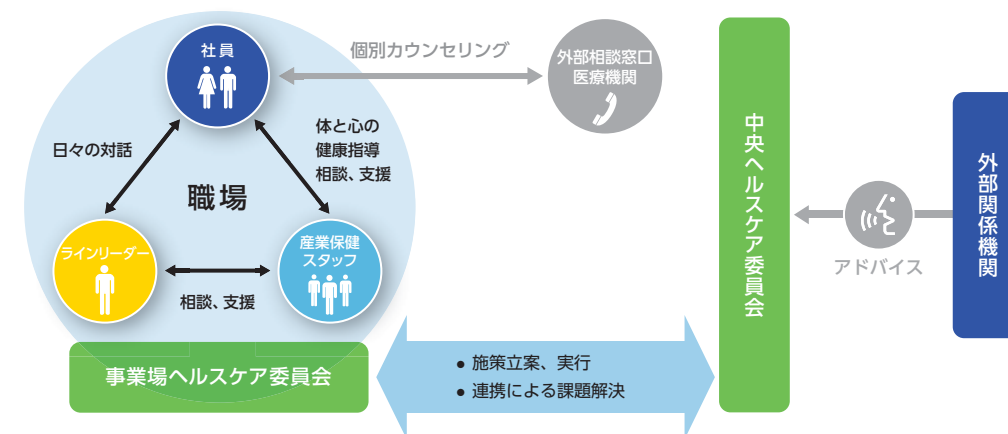 社員
個別カウンセリング
外部相談窓口
医療機関
日々の対話
体と心の
健康指導
相談、支援
職場
ラインリーダー
産業保健
スタッフ
相談、支援
事業場ヘルスケア委員会
• 施策立案、実行
• 連携による課題解決
中央ヘルスケア委員会
アドバイス
外部関係機関